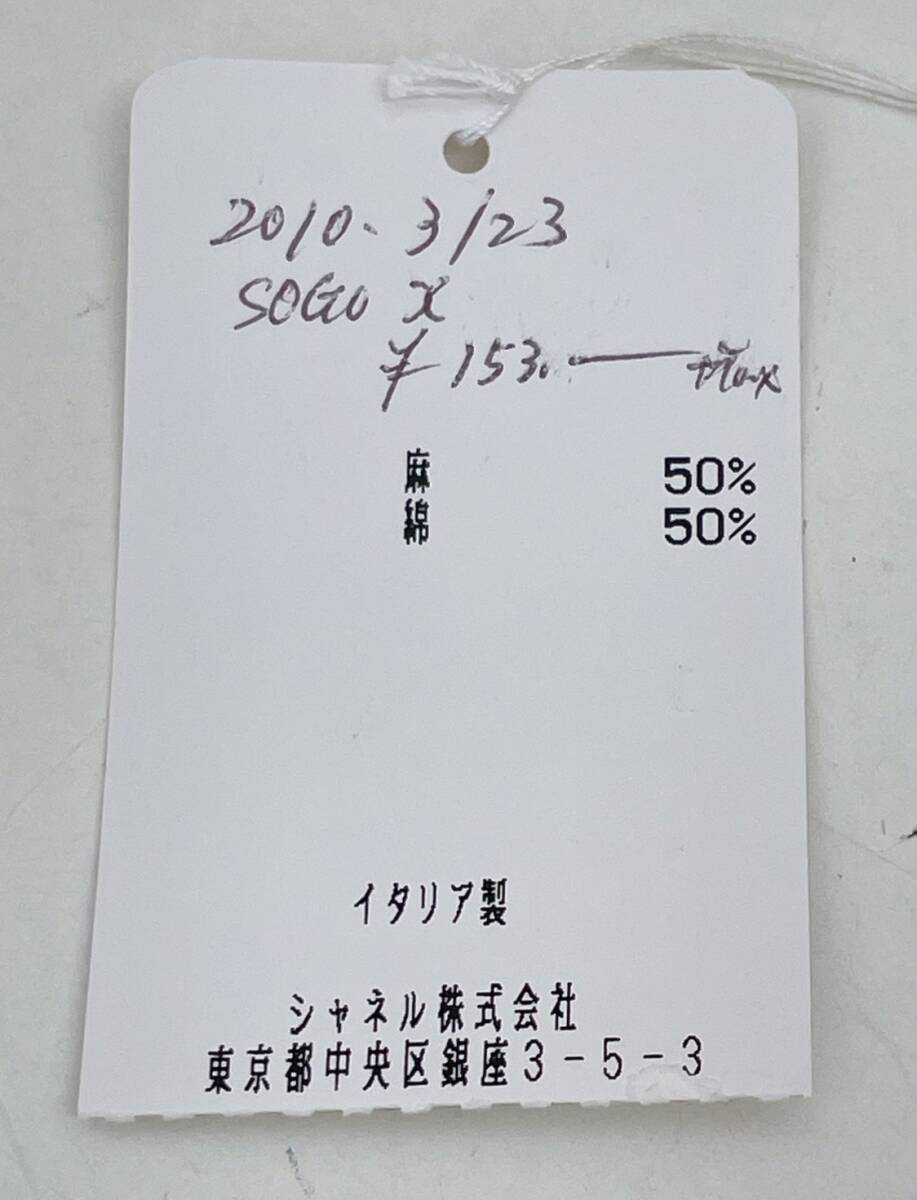 2010. 3/23
SOGO X
¥ 153. — +Tax
麻 50%
綿 50%
イタリア製
シャネル株式会社
東京都中央区銀座3-5-3